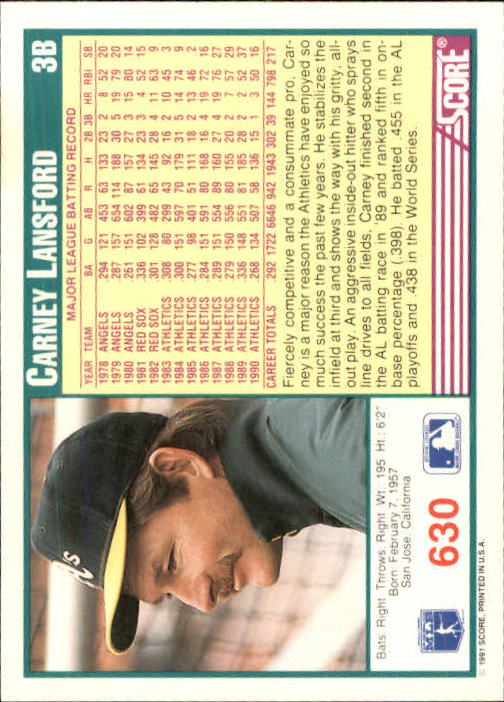 CARNEY LANSFORD 3B
MAJOR LEAGUE BATTING RECORD
YEAR TEAM BA G AB R H 2B 3B HR RBI SB
1978 ANGELS .294 121 453 63 133 23 2 8 52 20
1979 ANGELS .287 157 654 114 188 30 5 19 79 20
1980 ANGELS .261 151 602 87 157 27 3 15 80 14
1981 RED SOX .336 102 399 61 134 23 3 4 52 15
1982 RED SOX .301 128 482 65 145 28 4 11 63 9
1983 ATHLETICS .308 80 299 43 92 16 2 10 45 3
1984 ATHLETICS .300 151 597 70 179 31 5 14 74 9
1985 ATHLETICS .277 98 401 51 111 18 2 13 46 2
1986 ATHLETICS .284 151 591 80 168 16 4 19 72 16
1987 ATHLETICS .289 151 554 89 160 27 4 19 76 27
1988 ATHLETICS .279 150 556 80 155 20 2 7 57 29
1989 ATHLETICS .336 148 551 81 185 28 2 2 52 37
1990 ATHLETICS .268 134 507 58 136 15 1 3 50 16
CAREER TOTALS .292 1722 6646 942 1943 302 39 144 798 217
Fiercely competitive and a consummate pro, Car-
ney is a major reason the Athletics have enjoyed so
much success the past few years. He stabilizes the
infield at third and shows the way with his gritty, all-
out play. An aggressive inside-out hitter who sprays
line drives to all fields, Carney finished second in
the AL batting race in '89 and ranked fifth in on-
base percentage (.398). He batted .455 in the AL
playoffs and .438 in the World Series.
SCORE
A's
Bats: Right Throws: Right Wt.: 195 Ht.: 6'2"
Born: February 7, 1957
San Jose, California
630
© 1991 SCORE, PRINTED IN U.S.A.